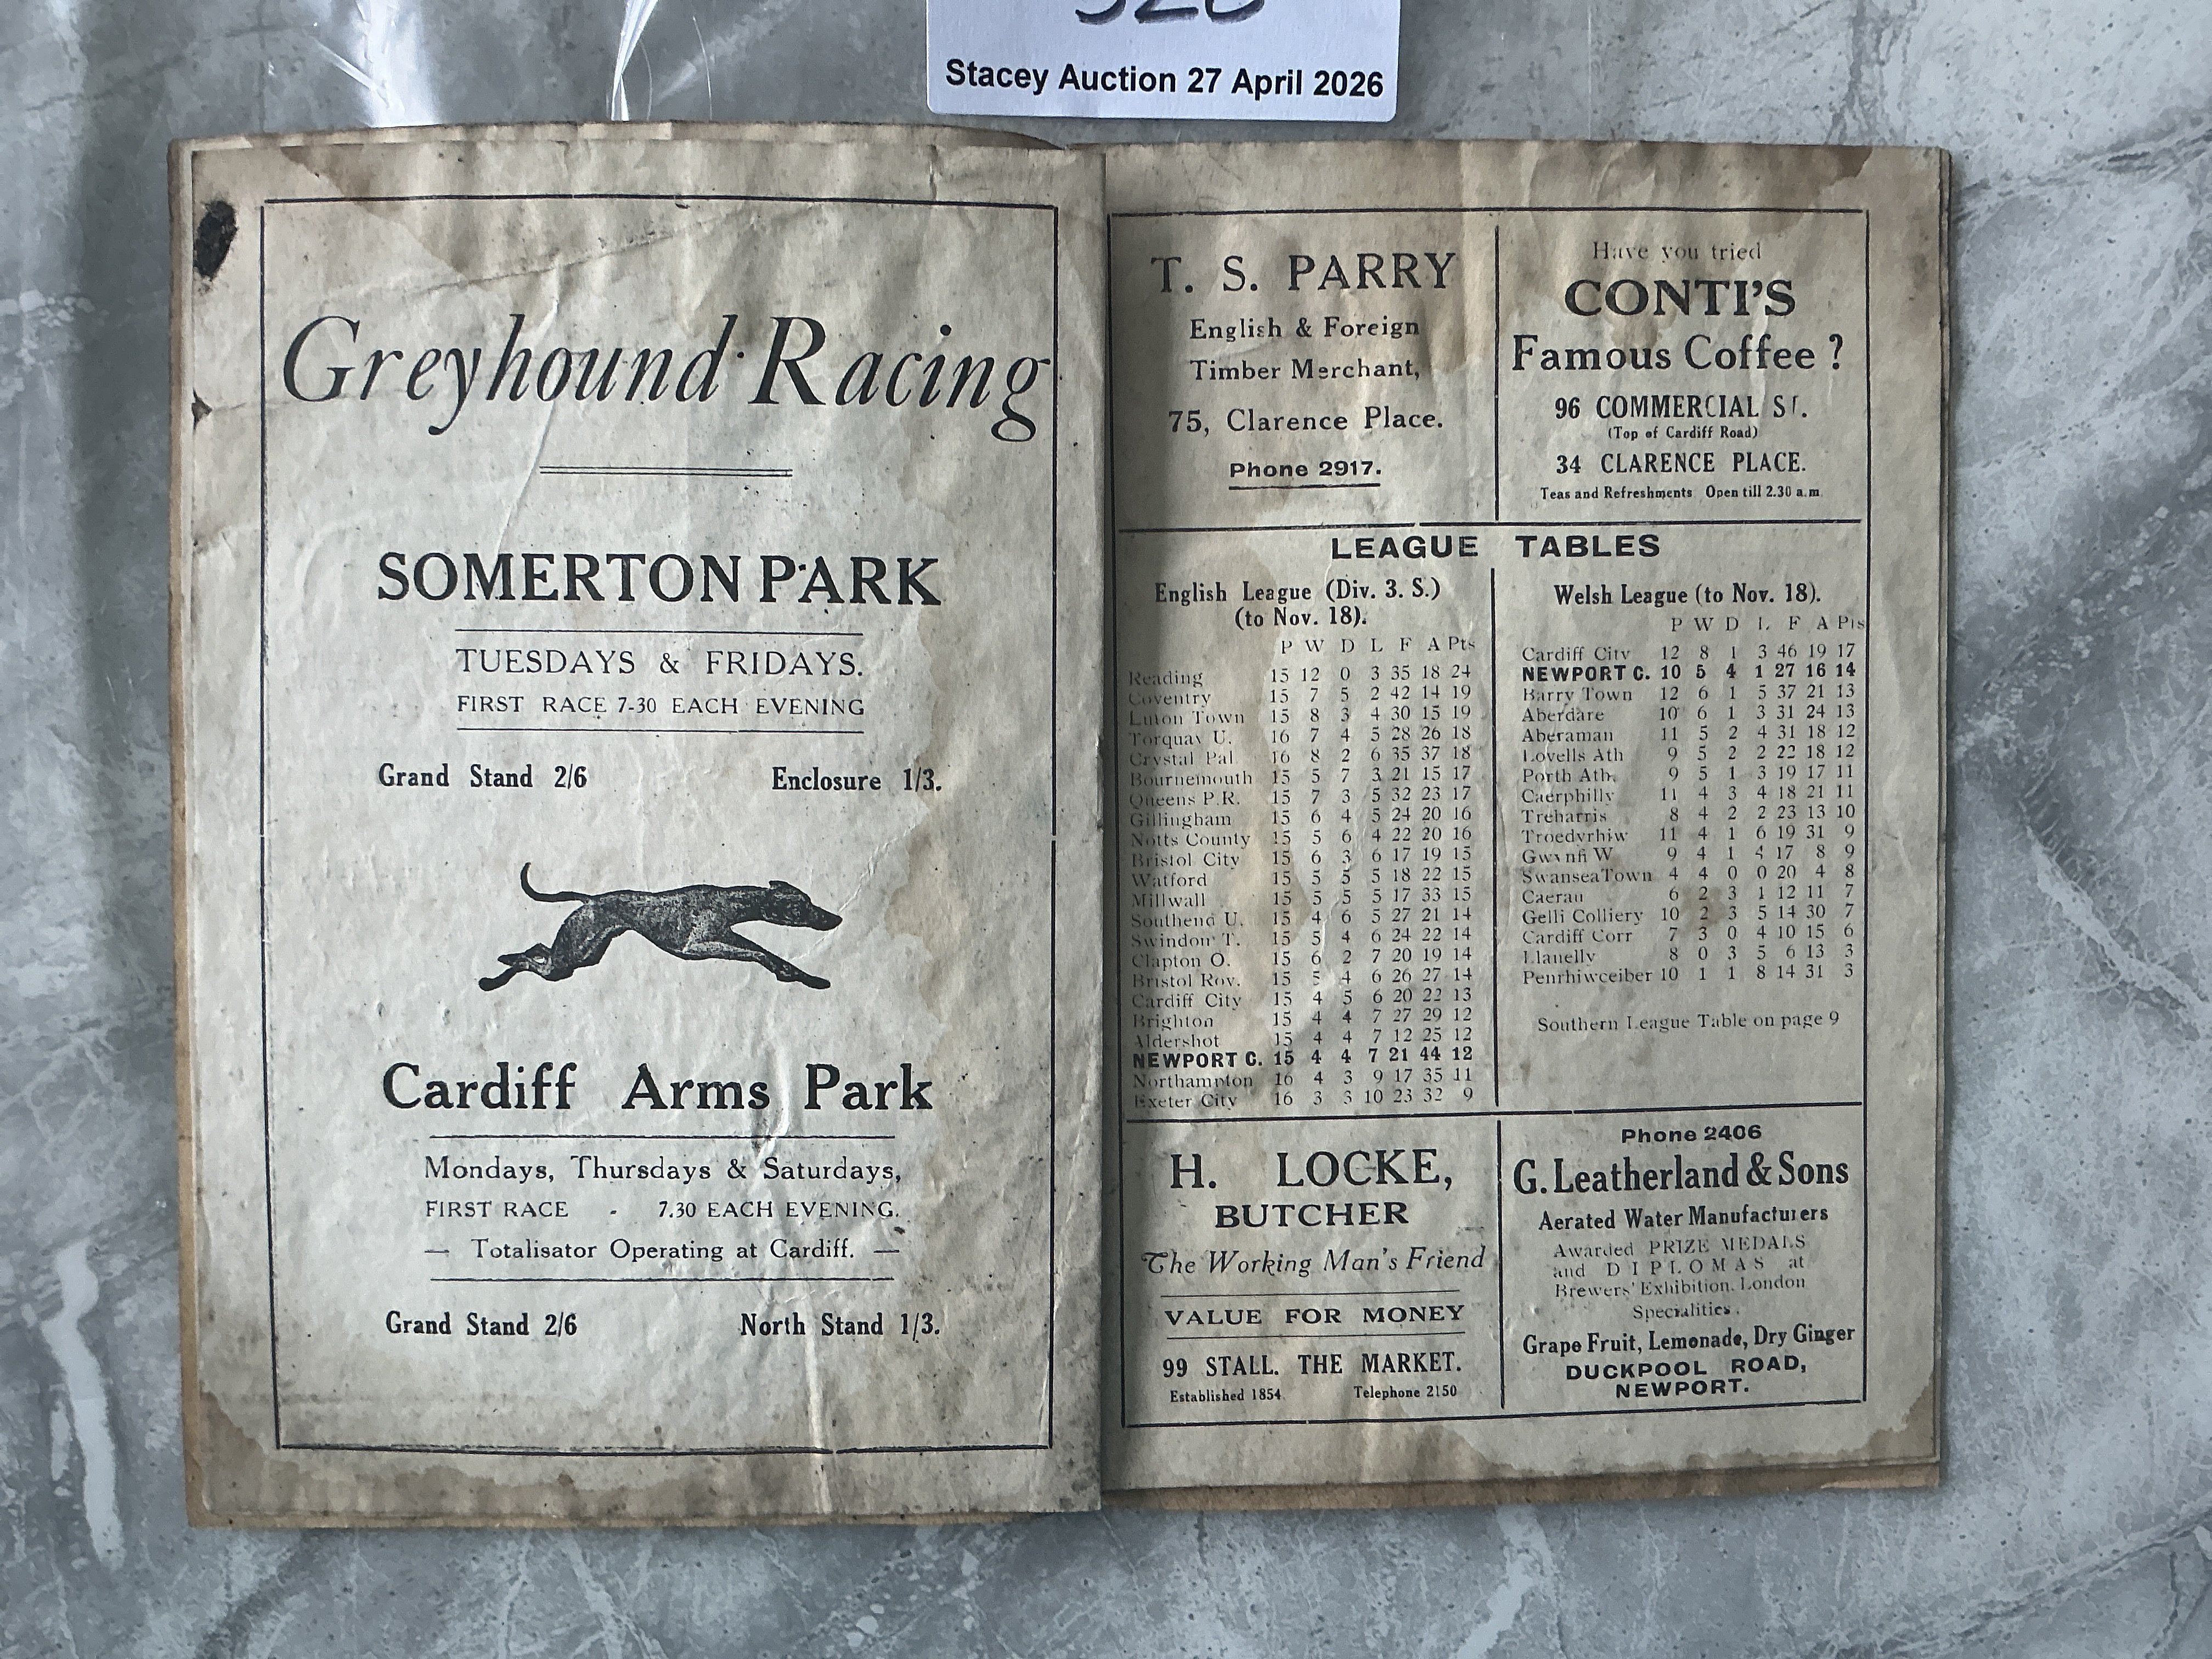 Stacey Auction 27 April 2026
Greyhound Racing
SOMERTON PARK
TUESDAYS & FRIDAYS.
FIRST RACE 7-30 EACH EVENING
Grand Stand 2/6 Enclosure 1/3.
Cardiff Arms Park
Mondays, Thursdays & Saturdays,
FIRST RACE - 7.30 EACH EVENING.
— Totalisator Operating at Cardiff. —
Grand Stand 2/6 North Stand 1/3.
T. S. PARRY
English & Foreign
Timber Merchant,
75, Clarence Place.
Phone 2917.
Have you tried
CONTI'S
Famous Coffee ?
96 COMMERCIAL ST.
(Top of Cardiff Road)
34 CLARENCE PLACE.
Teas and Refreshments Open till 2.30 a.m
LEAGUE TABLES
English League (Div. 3. S.)
(to Nov. 18).
P W D L F A Pts
Reading 15 12 0 3 35 18 24
Coventry 15 7 5 2 42 14 19
Luton Town 15 8 3 4 30 15 19
Torquay U. 16 7 4 5 28 26 18
Crystal Pal 16 8 2 6 35 37 18
Bournemouth 15 5 7 3 21 15 17
Queens P.R. 15 7 3 5 32 23 17
Gillingham 15 6 4 5 24 20 16
Notts County 15 5 6 4 22 20 16
Bristol City 15 6 3 6 17 19 15
Watford 15 5 5 5 18 22 15
Millwall 15 5 5 5 17 33 15
Southend U. 15 4 6 5 27 21 14
Swindon T. 15 5 4 6 24 22 14
Clapton O. 15 6 2 7 20 19 14
Bristol Rov. 15 5 4 6 26 27 14
Cardiff City 15 4 5 6 20 22 13
Brighton 15 4 4 7 27 29 12
Aldershot 15 4 4 7 12 25 12
NEWPORT C. 15 4 4 7 21 44 12
Northampton 16 4 3 9 17 35 11
Exeter City 16 3 3 10 23 32 9
Welsh League (to Nov. 18).
P W D L F A Pts
Cardiff City 12 8 1 3 46 19 17
NEWPORT C. 10 5 4 1 27 16 14
Barry Town 12 6 1 5 37 21 13
Aberdare 10 6 1 3 31 24 13
Aberaman 11 5 2 4 31 18 12
Lovells Ath 9 5 2 2 22 18 12
Porth Ath. 9 5 1 3 19 17 11
Caerphilly 11 4 3 4 18 21 11
Treharris 8 4 2 2 23 13 10
Troedyrhiw 11 4 1 6 19 31 9
Gwynfi W 9 4 1 4 17 8 9
Swansea Town 4 4 0 0 20 4 8
Caerau 6 2 3 1 12 11 7
Gelli Colliery 10 2 3 5 14 30 7
Cardiff Corr 7 3 0 4 10 15 6
Llanelly 8 0 3 5 6 13 3
Penrhiwceiber 10 1 1 8 14 31 3
Southern League Table on page 9
H. LOCKE,
BUTCHER
The Working Man's Friend
VALUE FOR MONEY
99 STALL. THE MARKET.
Established 1854. Telephone 2150
Phone 2406
G. Leatherland & Sons
Aerated Water Manufacturers
Awarded PRIZE MEDALS
and DIPLOMAS at
Brewers' Exhibition, London
Specialities.
Grape Fruit, Lemonade, Dry Ginger
DUCKPOOL ROAD,
NEWPORT.